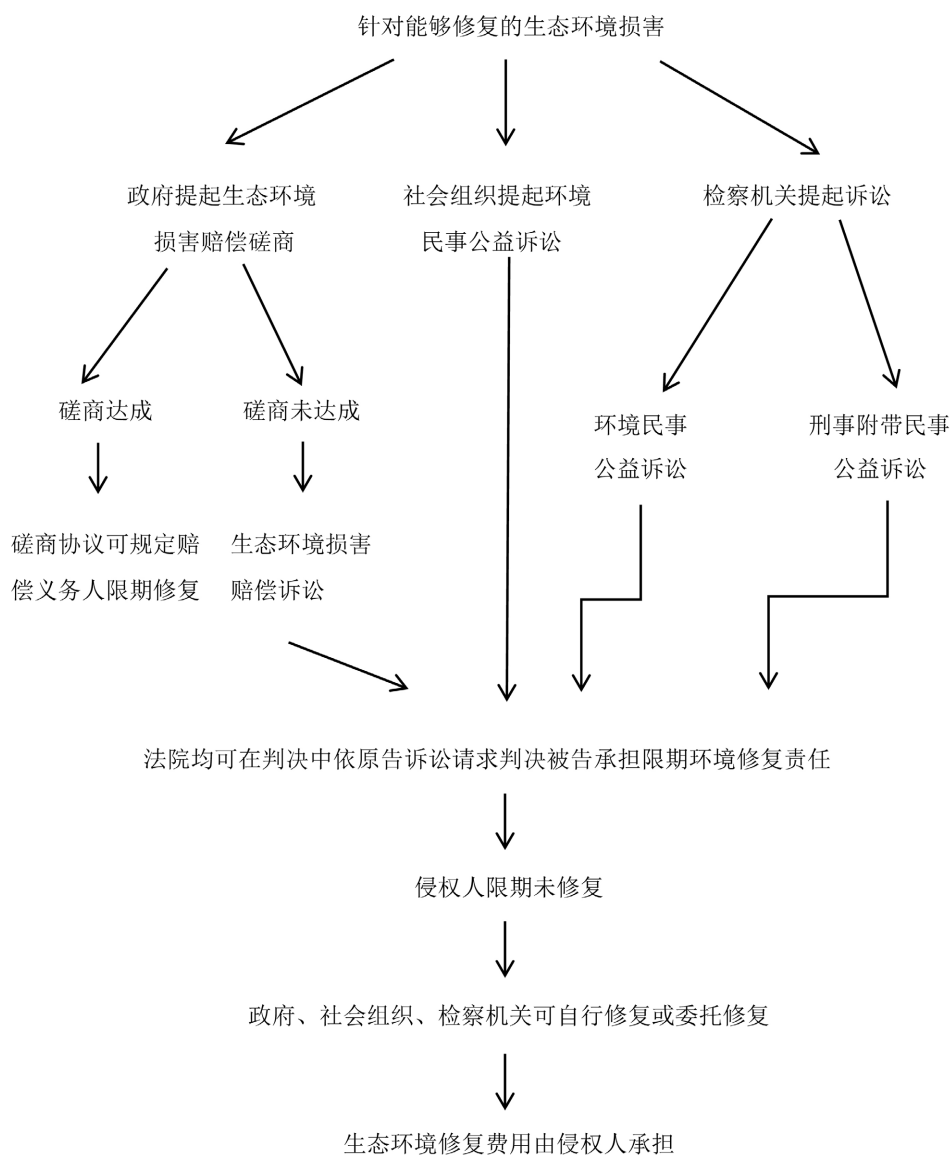 针对能够修复的生态环境损害
政府提起生态环境
损害赔偿磋商
社会组织提起环境
民事公益诉讼
检察机关提起诉讼
磋商达成
磋商未达成
环境民事
公益诉讼
刑事附带民事
公益诉讼
磋商协议可规定赔
偿义务人限期修复
生态环境损害
赔偿诉讼
法院均可在判决中依原告诉讼请求判决被告承担限期环境修复责任
侵权人限期未修复
政府、社会组织、检察机关可自行修复或委托修复
生态环境修复费用由侵权人承担